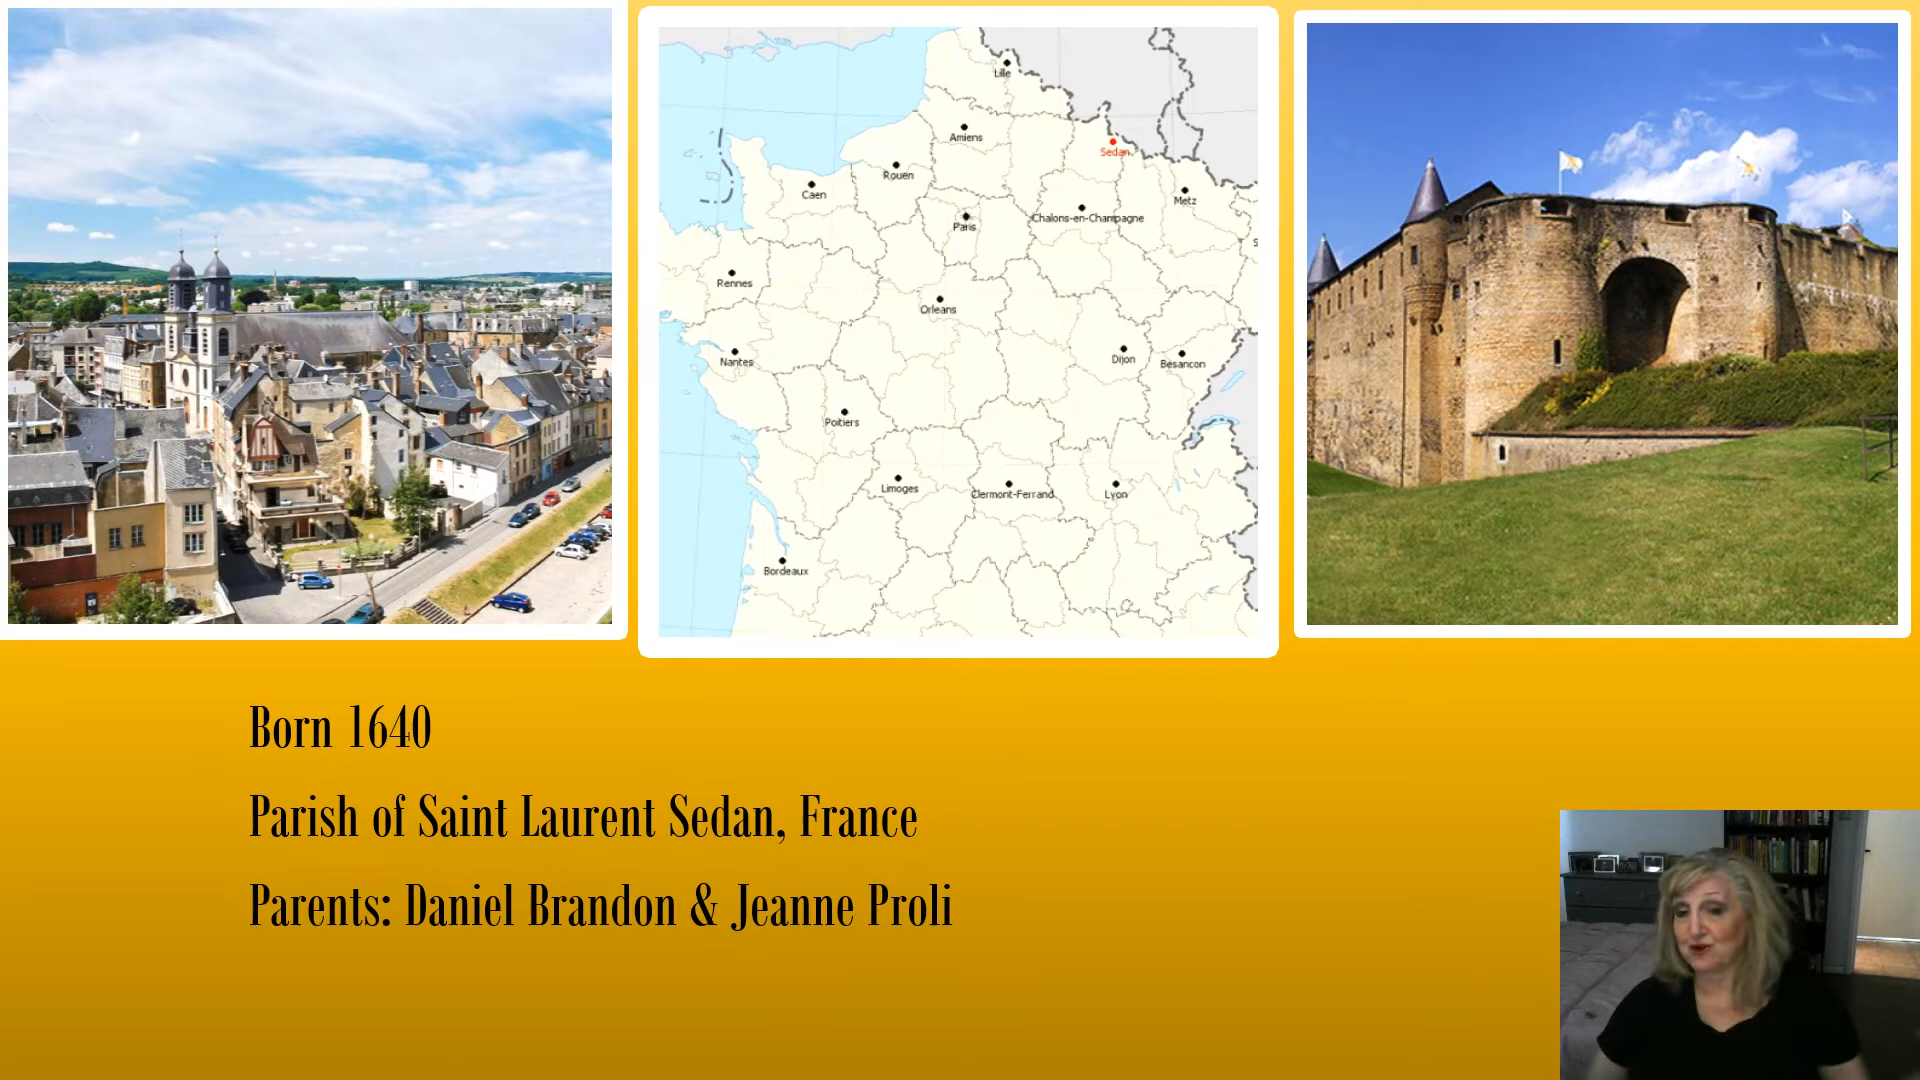 Lille
Amiens
Sedan
Rouen
Caen
Metz
Chalons-en-Champagne
Paris
S
Rennes
Orleans
Nantes
Dijon
Besancon
Poitiers
Limoges
Clermont-Ferrand
Lyon
Bordeaux
Born 1640
Parish of Saint Laurent Sedan, France
Parents: Daniel Brandon & Jeanne Proli